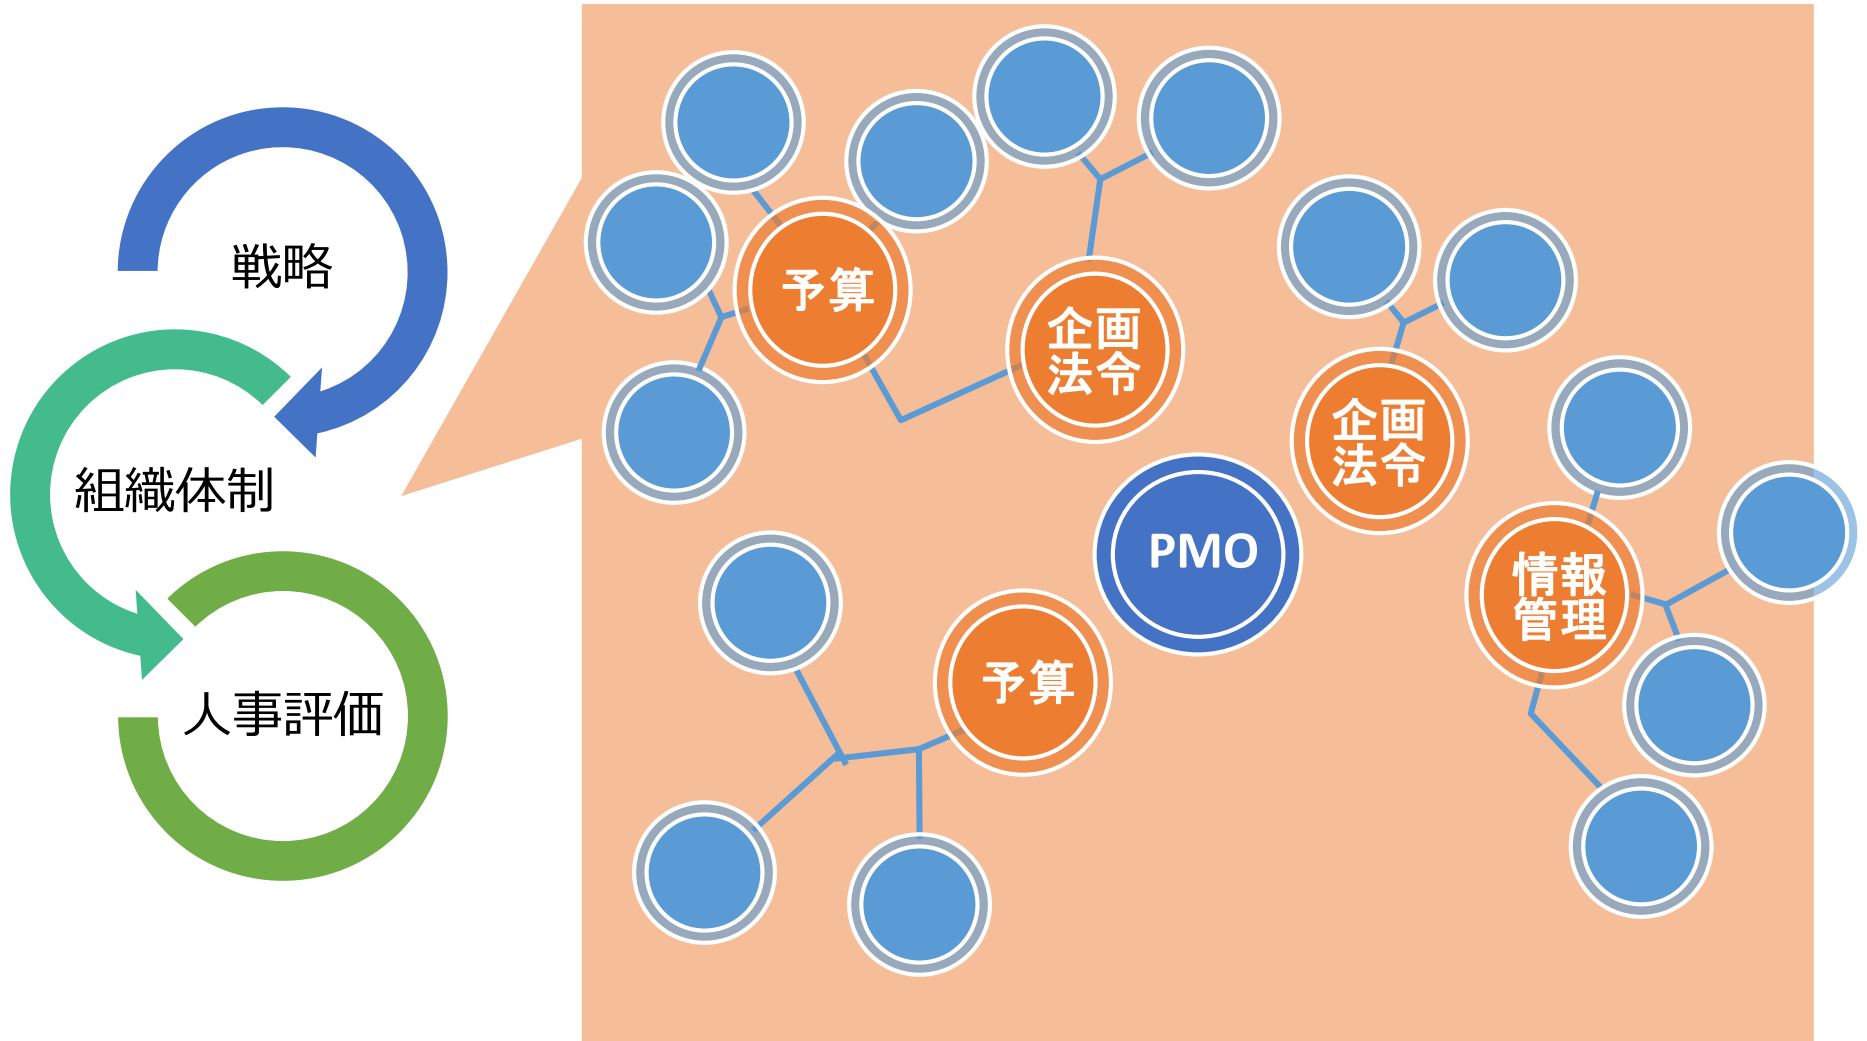 戦略
組織体制
人事評価
予算
企画
法令
企画
法令
PMO
情報
管理
予算